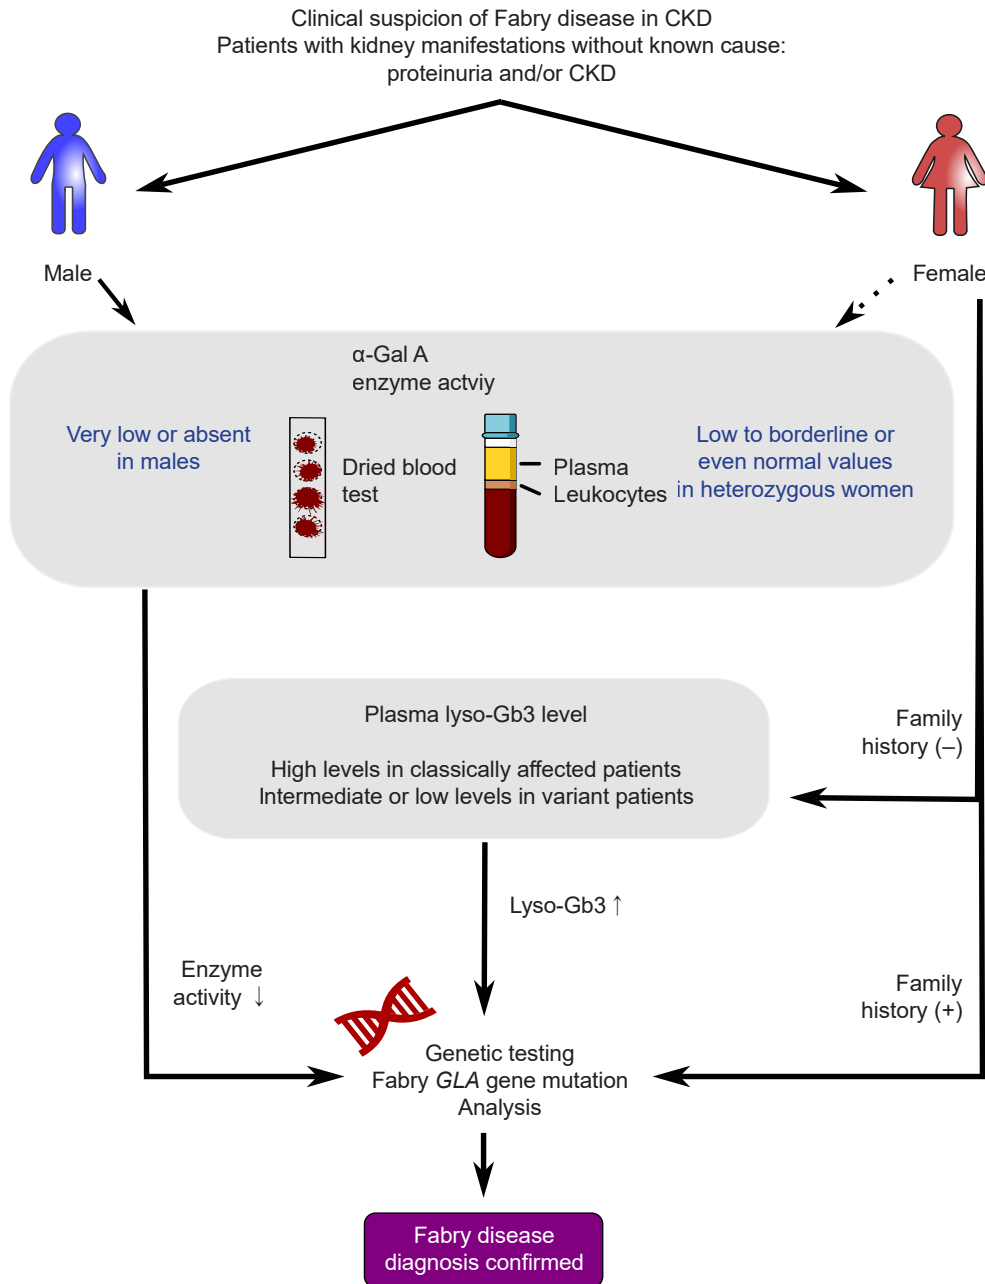 Clinical suspicion of Fabry disease in CKD
Patients with kidney manifestations without known cause:
proteinuria and/or CKD
Male
Female
α-Gal A
enzyme actviy
Very low or absent
in males
Dried blood
test
Plasma
Leukocytes
Low to borderline or
even normal values
in heterozygous women
Plasma lyso-Gb3 level
High levels in classically affected patients
Intermediate or low levels in variant patients
Family
history (–)
Lyso-Gb3 ↑
Enzyme
activity ↓
Family
history (+)
Genetic testing
Fabry GLA gene mutation
Analysis
Fabry disease
diagnosis confirmed